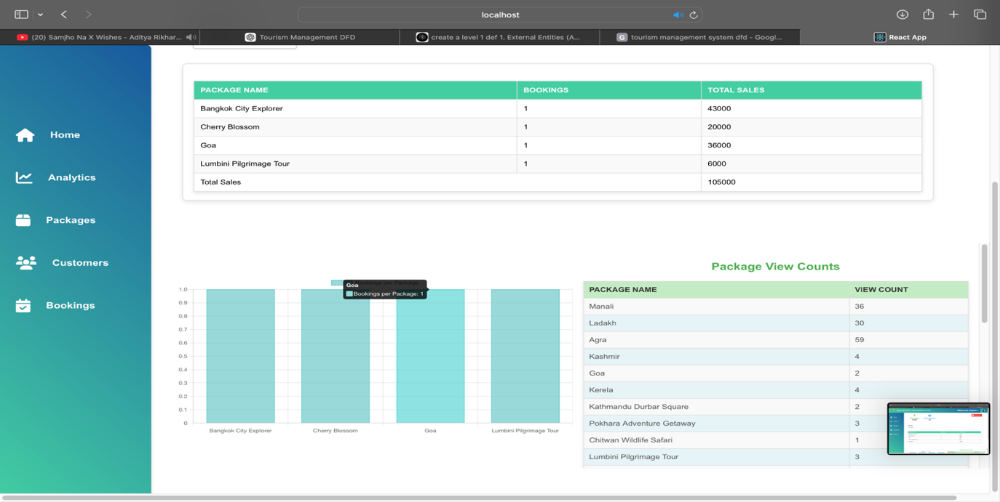 localhost
(20) Samjho Na X Wishes - Aditya Rikhar...
Tourism Management DFD
create a level 1 def 1. External Entities (A...
G tourism management system dfd - Googl...
React App
Home
Analytics
Packages
Customers
Bookings
PACKAGE NAME BOOKINGS TOTAL SALES
Bangkok City Explorer 1 43000
Cherry Blossom 1 20000
Goa 1 36000
Lumbini Pilgrimage Tour 1 6000
Total Sales 105000
Bookings per Package
Goa
Bookings per Package: 1
1.0
0.9
0.8
0.7
0.6
0.5
0.4
0.3
0.2
0.1
0
Bangkok City Explorer Cherry Blossom Goa Lumbini Pilgrimage Tour
Package View Counts
PACKAGE NAME VIEW COUNT
Manali 36
Ladakh 30
Agra 59
Kashmir 4
Goa 2
Kerela 4
Kathmandu Durbar Square 2
Pokhara Adventure Getaway 3
Chitwan Wildlife Safari 1
Lumbini Pilgrimage Tour 3